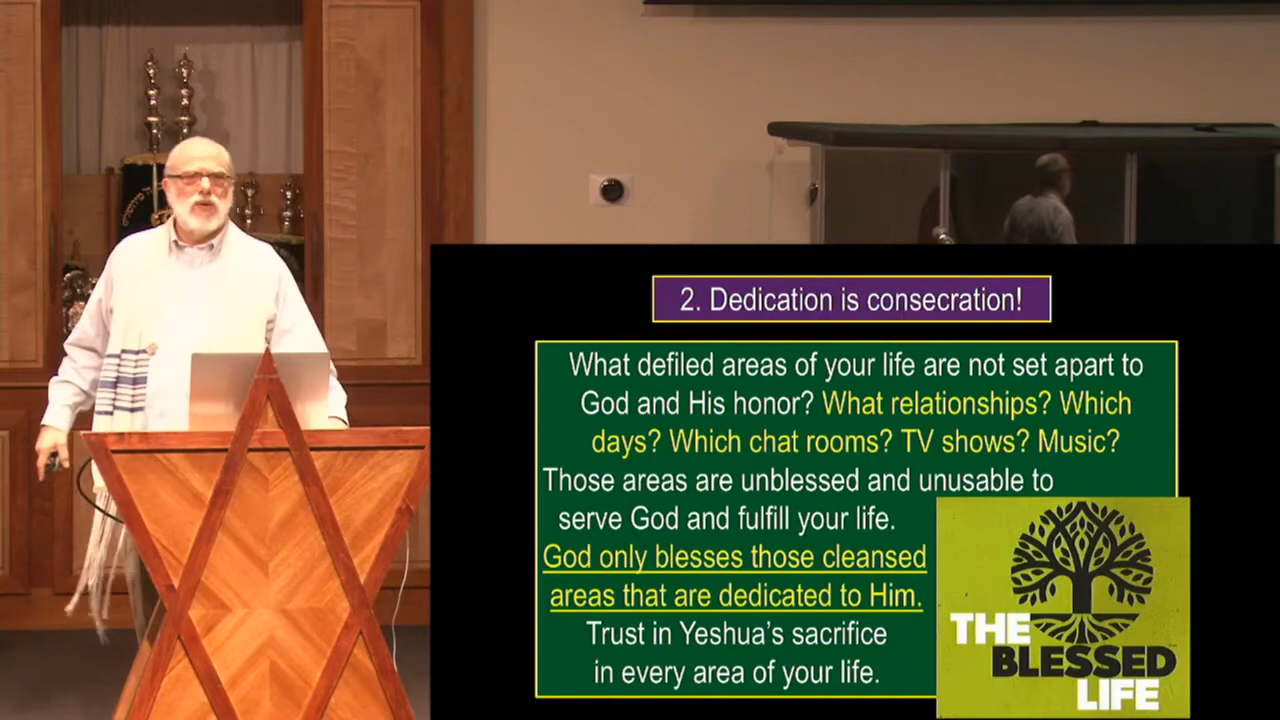 2. Dedication is consecration!
What defiled areas of your life are not set apart to
God and His honor? What relationships? Which
days? Which chat rooms? TV shows? Music?
Those areas are unblessed and unusable to
serve God and fulfill your life.
God only blesses those cleansed
areas that are dedicated to Him.
Trust in Yeshua's sacrifice
in every area of your life.
THE
BLESSED
LIFE